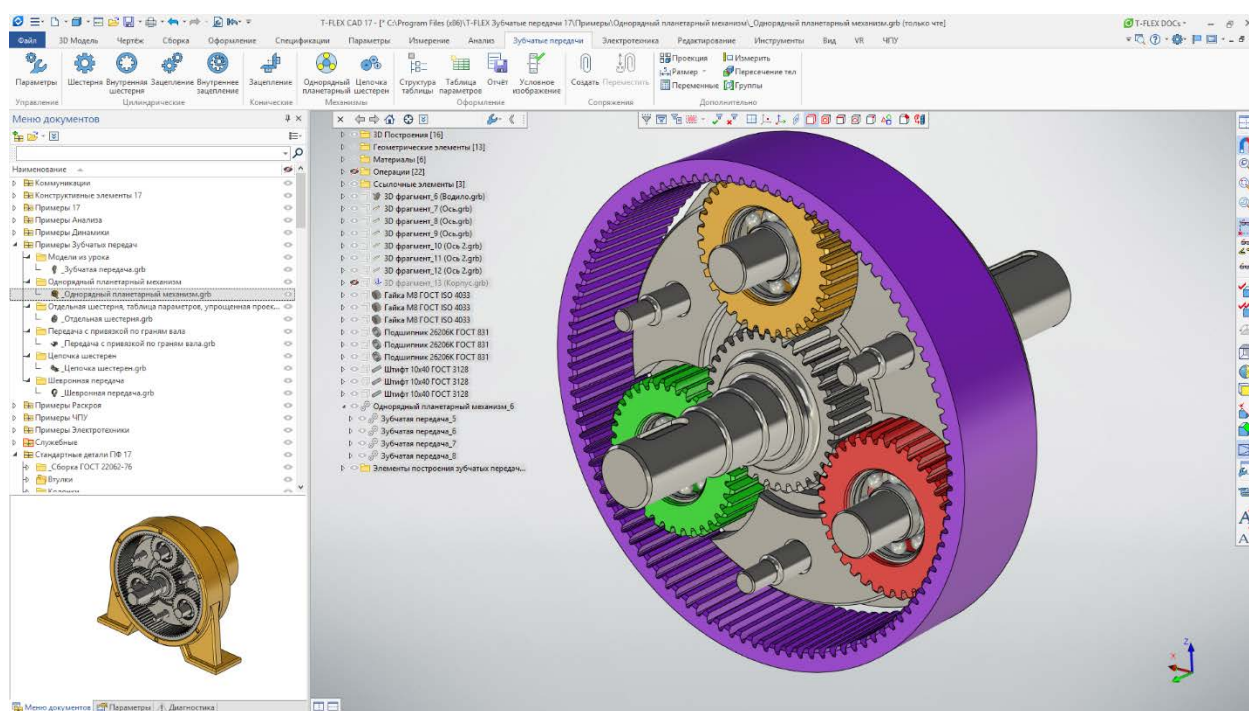 T-FLEX CAD 17 - [* C:\Program Files (x86)\T-FLEX Зубчатые передачи 17\Примеры\Однорядный планетарный механизм\_Однорядный планетарный механизм.grb (только чте]
T-FLEX DOCs
Файл 3D Модель Чертёж Сборка Оформление Спецификации Параметры Измерение Анализ Зубчатые передачи Электротехника Редактирование Инструменты Вид VR ЧПУ
Параметры Шестерня Внутренняя шестерня Зацепление Внутреннее зацепление Зацепление Однорядный планетарный Цепочка шестерен Структура таблицы Таблица параметров Отчёт Условное изображение Создать Переместить
Проекция Измерить
Размер Пересечение тел
Переменные Группы
Управление Цилиндрические Конические Механизмы Оформление Сопряжения Дополнительно
Меню документов
Наименование
Коммуникации
Конструктивные элементы 17
Примеры 17
Примеры Анализа
Примеры Динамики
Примеры Зубчатых передач
Модели из урока
_Зубчатая передача.grb
Однорядный планетарный механизм
_Однорядный планетарный механизм.grb
Отдельная шестерня, таблица параметров, упрощенная проек...
_Отдельная шестерня.grb
Передача с привязкой по граням вала
_Передача с привязкой по граням вала.grb
Цепочка шестерен
_Цепочка шестерен.grb
Шевронная передача
_Шевронная передача.grb
Примеры Раскроя
Примеры ЧПУ
Примеры Электротехники
Служебные
Стандартные детали ПФ 17
_Сборка ГОСТ 22062-76
Втулки
Колпачки
3D Построения [16]
Геометрические элементы [13]
Материалы [6]
Операции [22]
Ссылочные элементы [3]
3D фрагмент_6 (Водило.grb)
3D фрагмент_7 (Ось.grb)
3D фрагмент_8 (Ось.grb)
3D фрагмент_9 (Ось.grb)
3D фрагмент_10 (Ось 2.grb)
3D фрагмент_11 (Ось 2.grb)
3D фрагмент_12 (Ось 2.grb)
3D фрагмент_13 (Корпус.grb)
Гайка М8 ГОСТ ISO 4033
Гайка М8 ГОСТ ISO 4033
Гайка М8 ГОСТ ISO 4033
Подшипник 26206К ГОСТ 831
Подшипник 26206К ГОСТ 831
Подшипник 26206К ГОСТ 831
Штифт 10х40 ГОСТ 3128
Штифт 10х40 ГОСТ 3128
Штифт 10х40 ГОСТ 3128
Однорядный планетарный механизм_6
Зубчатая передача_5
Зубчатая передача_6
Зубчатая передача_7
Зубчатая передача_8
Элементы построения зубчатых передач...
Z
X
Меню документов Параметры Диагностика